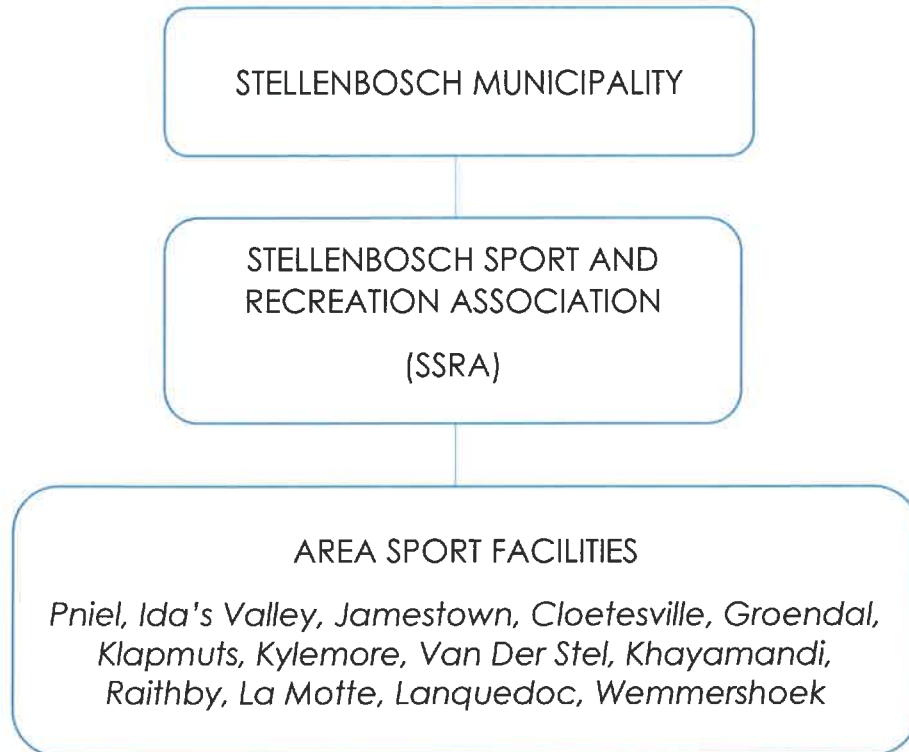 STELLENBOSCH MUNICIPALITY
STELLENBOSCH SPORT AND
RECREATION ASSOCIATION
(SSRA)
AREA SPORT FACILITIES
Pniel, Ida's Valley, Jamestown, Cloetesville, Groendal,
Klapmuts, Kylemore, Van Der Stel, Khayamandi,
Raithby, La Motte, Lanquedoc, Wemmershoek